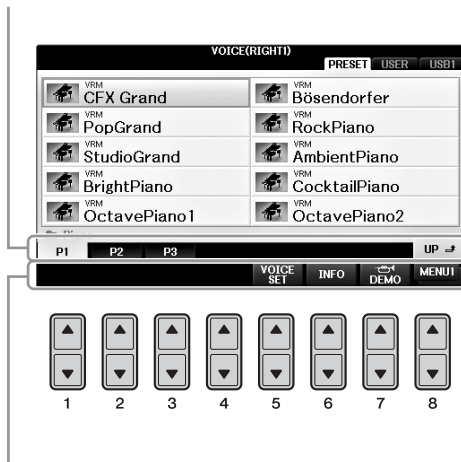 VOICE(RIGHT1)
PRESET USER USB1
VRM
CFX Grand
VRM
Bösendorfer
VRM
PopGrand
VRM
RockPiano
VRM
StudioGrand
VRM
AmbientPiano
VRM
BrightPiano
VRM
CocktailPiano
VRM
OctavePiano1
VRM
OctavePiano2
P1 P2 P3 UP
VOICE SET INFO DEMO MENU1
1 2 3 4 5 6 7 8